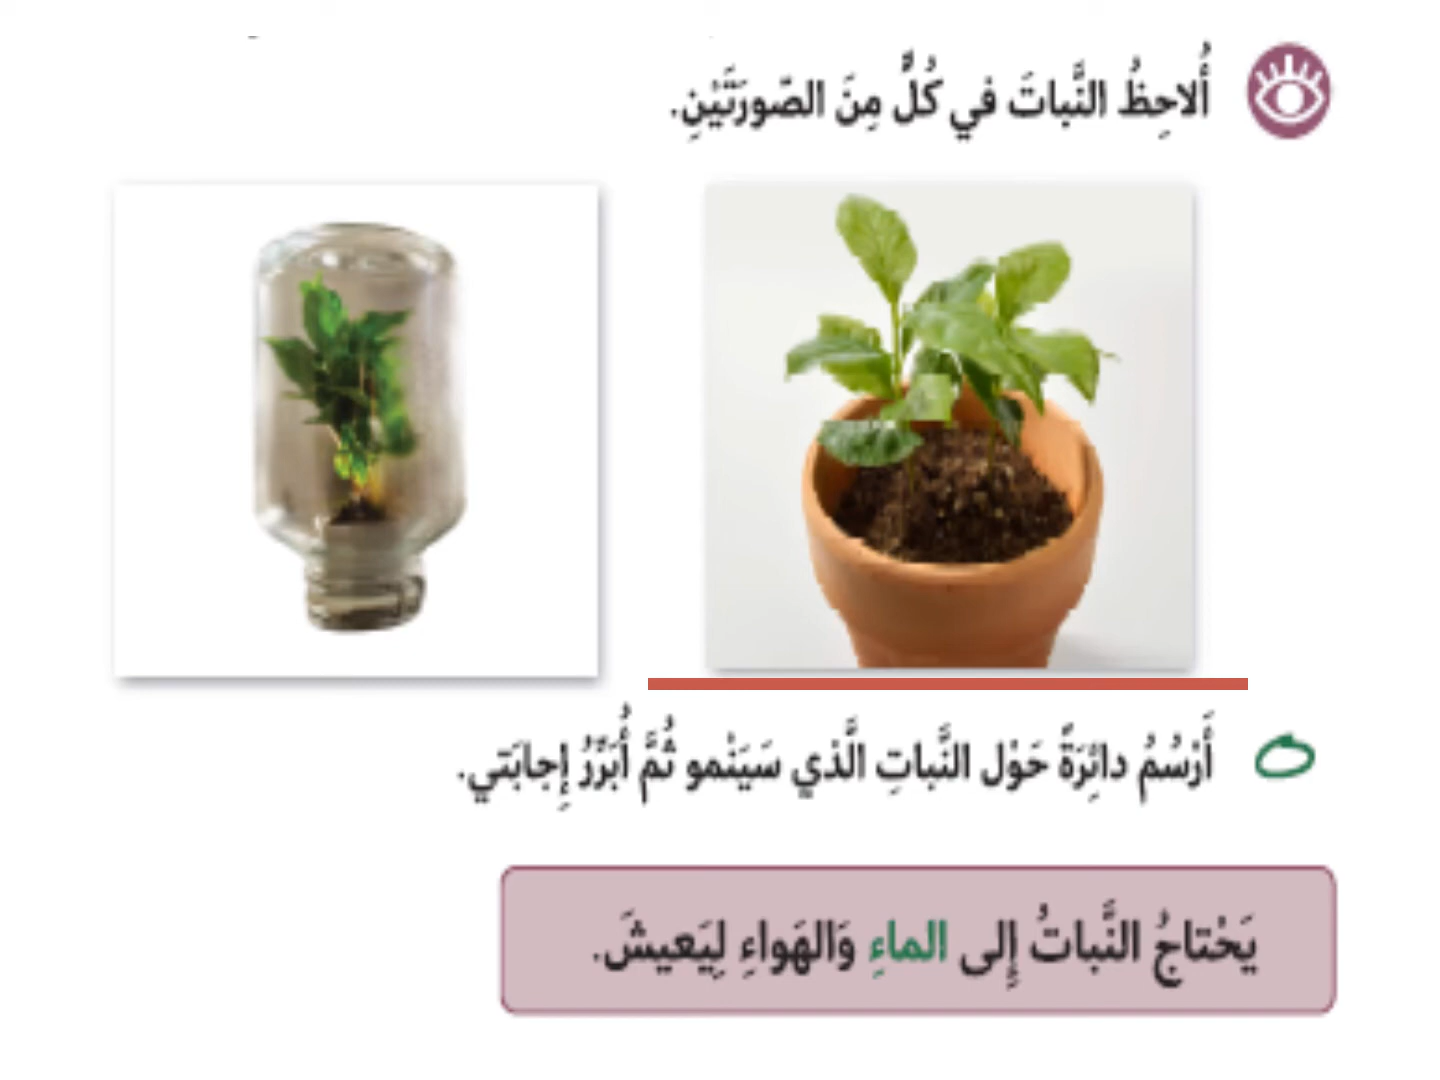 أُلاحِظُ النَّباتَ في كُلٍّ مِنَ الصّورَتَيْنِ.
أَرْسُمُ دائِرَةً حَوْل النَّباتِ الَّذي سَيَنْمو ثُمَّ أُبَرِّرُ إِجابَتي.
يَحْتاجُ النَّباتُ إِلى الماءِ وَالهَواءِ لِيَعيشَ.